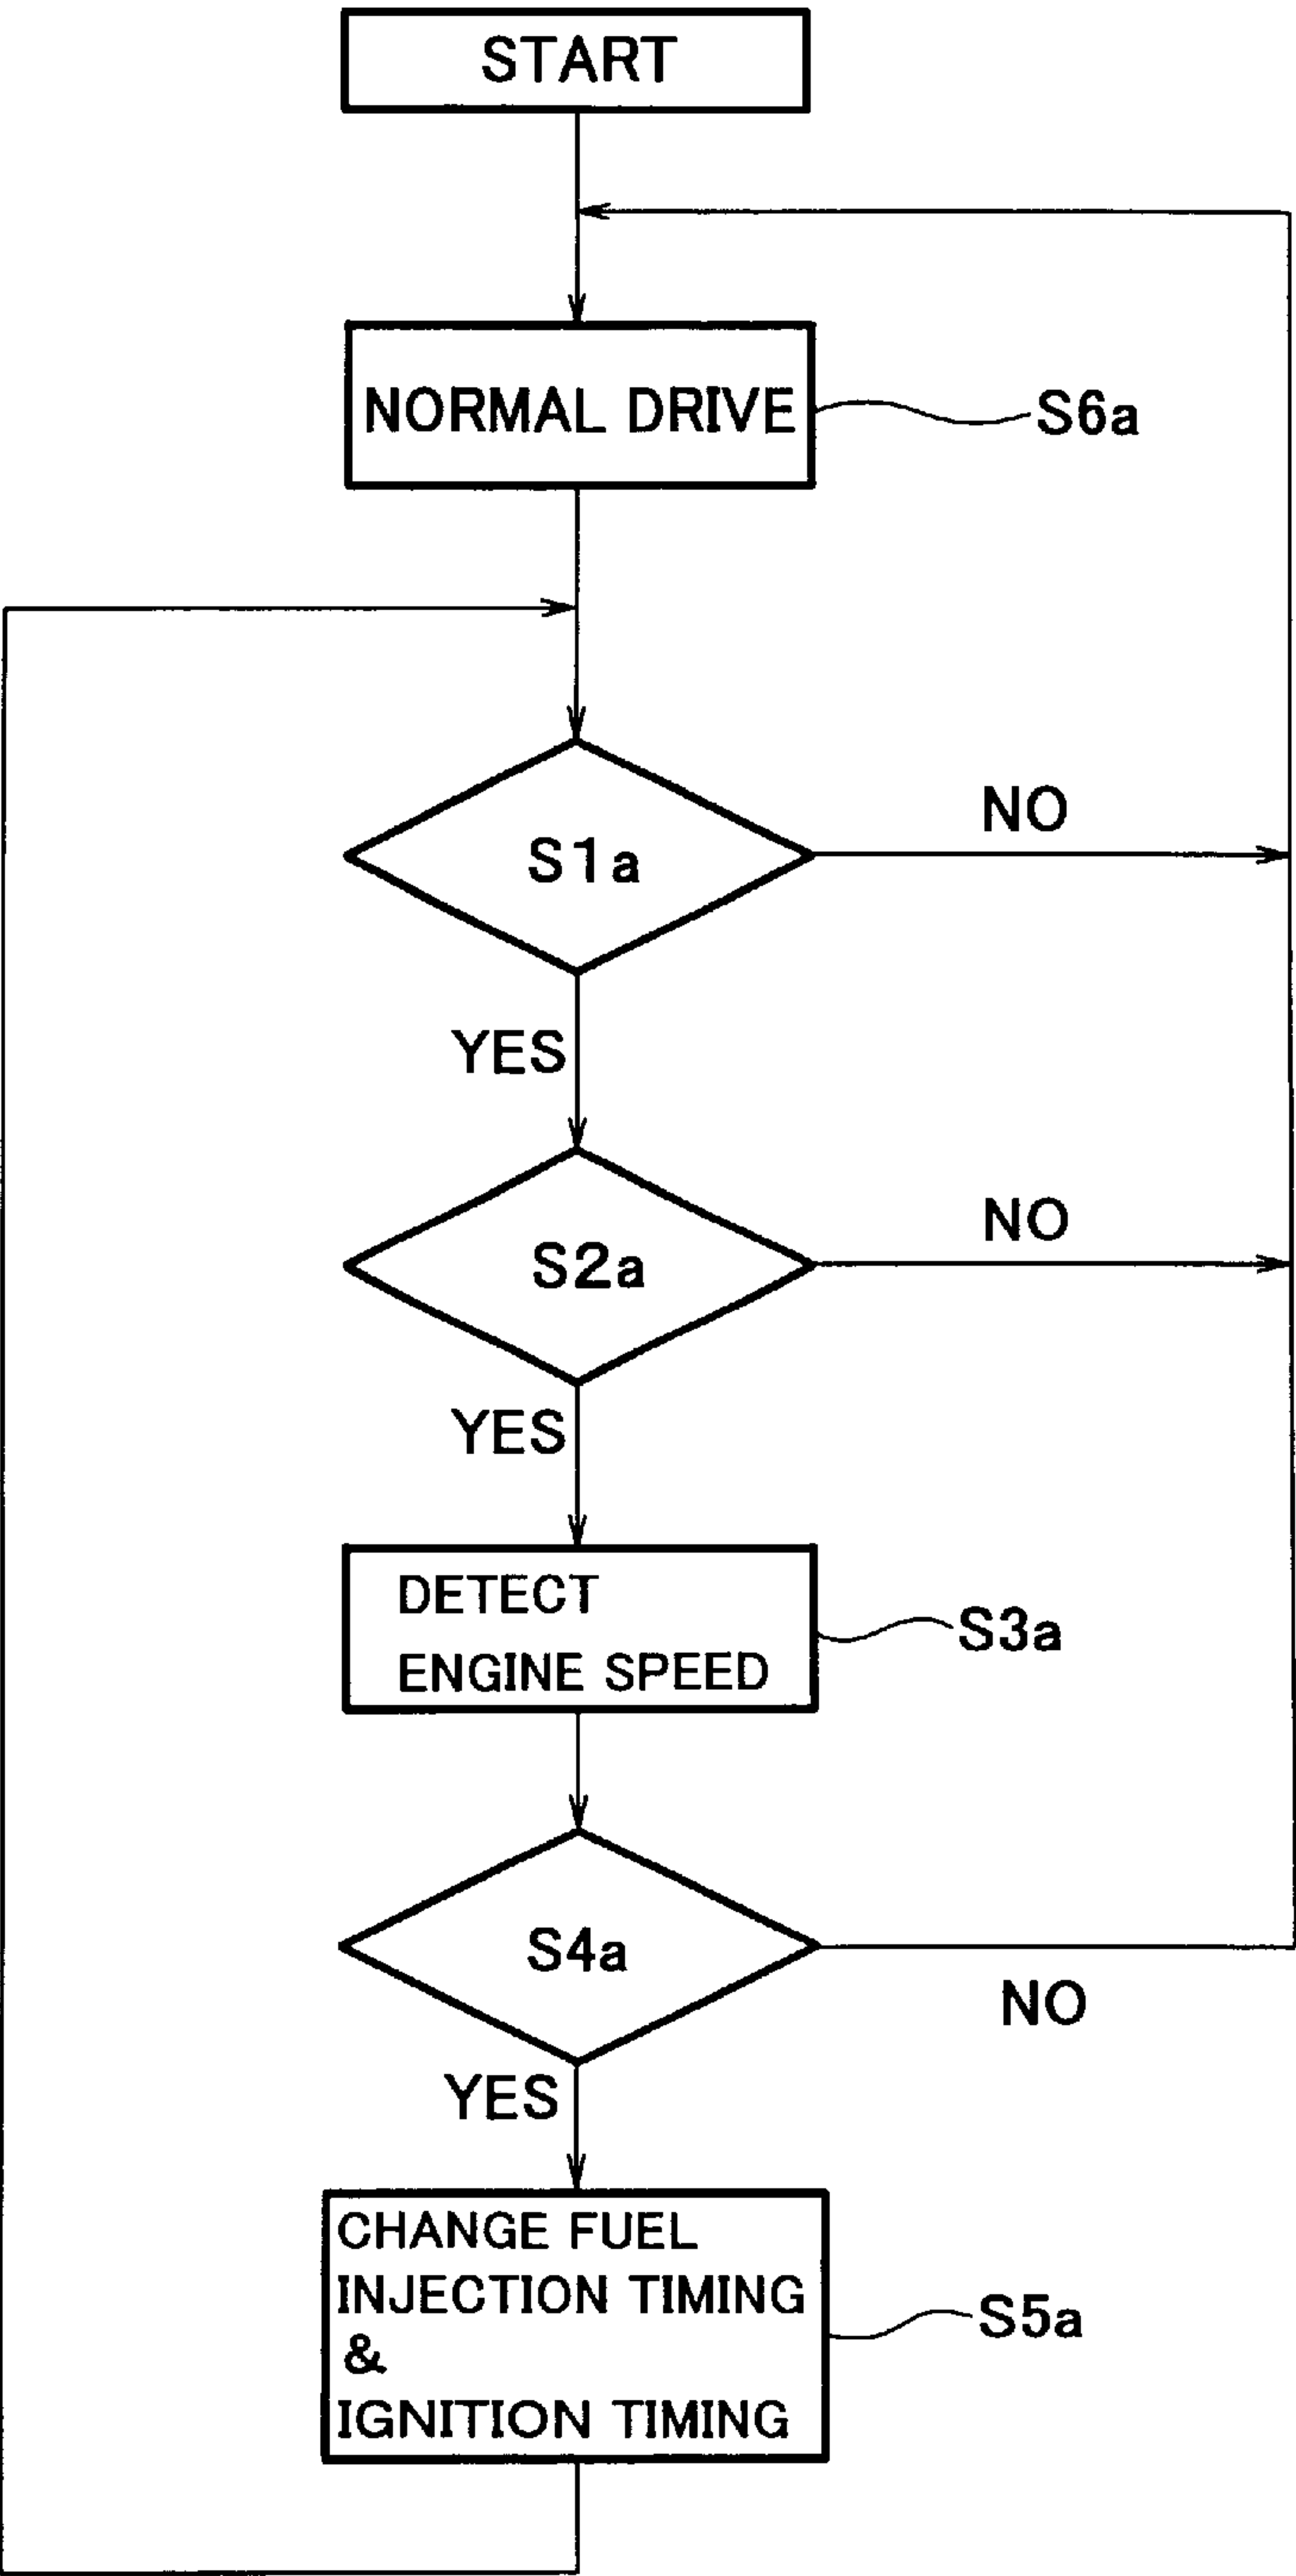 START
NORMAL DRIVE
S6a
S1a
NO
YES
S2a
NO
YES
DETECT
ENGINE SPEED
S3a
S4a
NO
YES
CHANGE FUEL
INJECTION TIMING
&
IGNITION TIMING
S5a